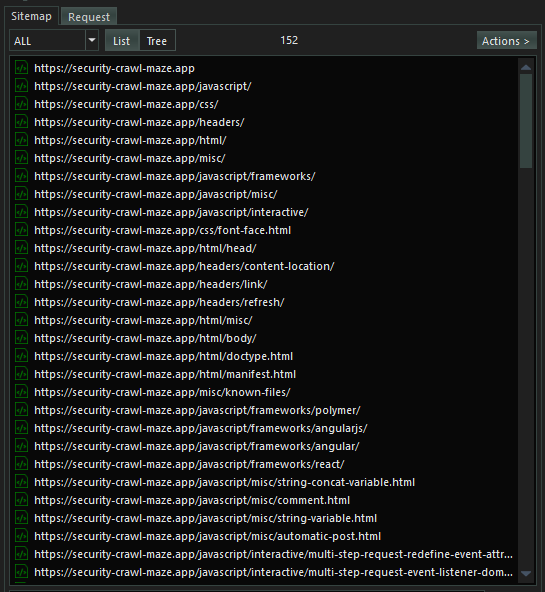 Sitemap Request
ALL List Tree 152 Actions >
https://security-crawl-maze.app
https://security-crawl-maze.app/javascript/
https://security-crawl-maze.app/css/
https://security-crawl-maze.app/headers/
https://security-crawl-maze.app/html/
https://security-crawl-maze.app/misc/
https://security-crawl-maze.app/javascript/frameworks/
https://security-crawl-maze.app/javascript/misc/
https://security-crawl-maze.app/javascript/interactive/
https://security-crawl-maze.app/css/font-face.html
https://security-crawl-maze.app/html/head/
https://security-crawl-maze.app/headers/content-location/
https://security-crawl-maze.app/headers/link/
https://security-crawl-maze.app/headers/refresh/
https://security-crawl-maze.app/html/misc/
https://security-crawl-maze.app/html/body/
https://security-crawl-maze.app/html/doctype.html
https://security-crawl-maze.app/html/manifest.html
https://security-crawl-maze.app/misc/known-files/
https://security-crawl-maze.app/javascript/frameworks/polymer/
https://security-crawl-maze.app/javascript/frameworks/angularjs/
https://security-crawl-maze.app/javascript/frameworks/angular/
https://security-crawl-maze.app/javascript/frameworks/react/
https://security-crawl-maze.app/javascript/misc/string-concat-variable.html
https://security-crawl-maze.app/javascript/misc/comment.html
https://security-crawl-maze.app/javascript/misc/string-variable.html
https://security-crawl-maze.app/javascript/misc/automatic-post.html
https://security-crawl-maze.app/javascript/interactive/multi-step-request-redefine-event-attr...
https://security-crawl-maze.app/javascript/interactive/multi-step-request-event-listener-dom...